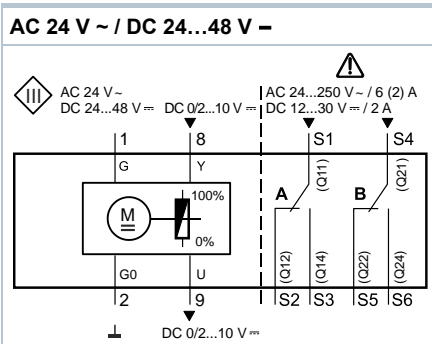 AC 24 V ~ / DC 24...48 V ⎓
III
AC 24 V ~
DC 24...48 V ⎓ DC 0/2...10 V ⎓
AC 24...250 V ~ / 6 (2) A
DC 12...30 V ⎓ / 2 A
1 8 S1 S4
G Y (Q11) (Q21)
100%
A B
M
0%
(Q12) (Q14) (Q22) (Q24)
G0 U
2 9 S2 S3 S5 S6
DC 0/2...10 V ⎓